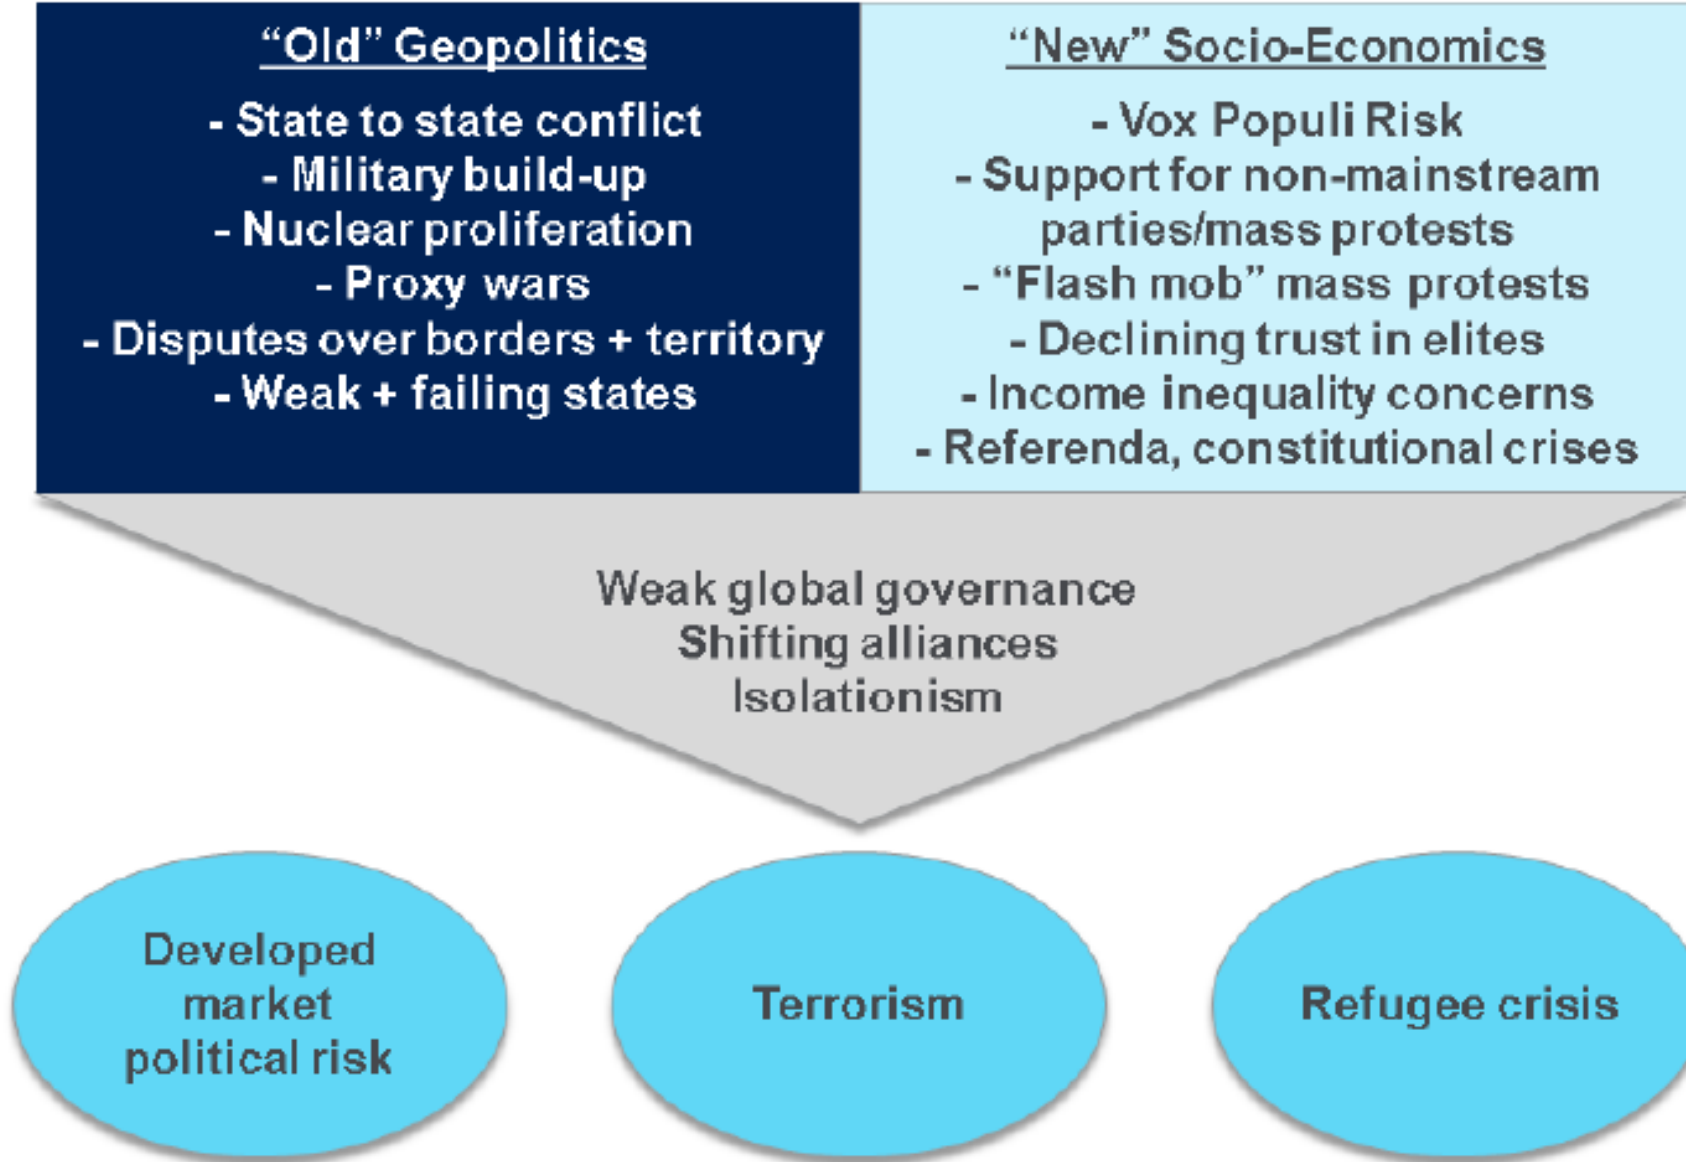 “Old” Geopolitics
- State to state conflict
- Military build-up
- Nuclear proliferation
- Proxy wars
- Disputes over borders + territory
- Weak + failing states
“New” Socio-Economics
- Vox Populi Risk
- Support for non-mainstream
parties/mass protests
- “Flash mob” mass protests
- Declining trust in elites
- Income inequality concerns
- Referenda, constitutional crises
Weak global governance
Shifting alliances
Isolationism
Developed
market
political risk
Terrorism
Refugee crisis